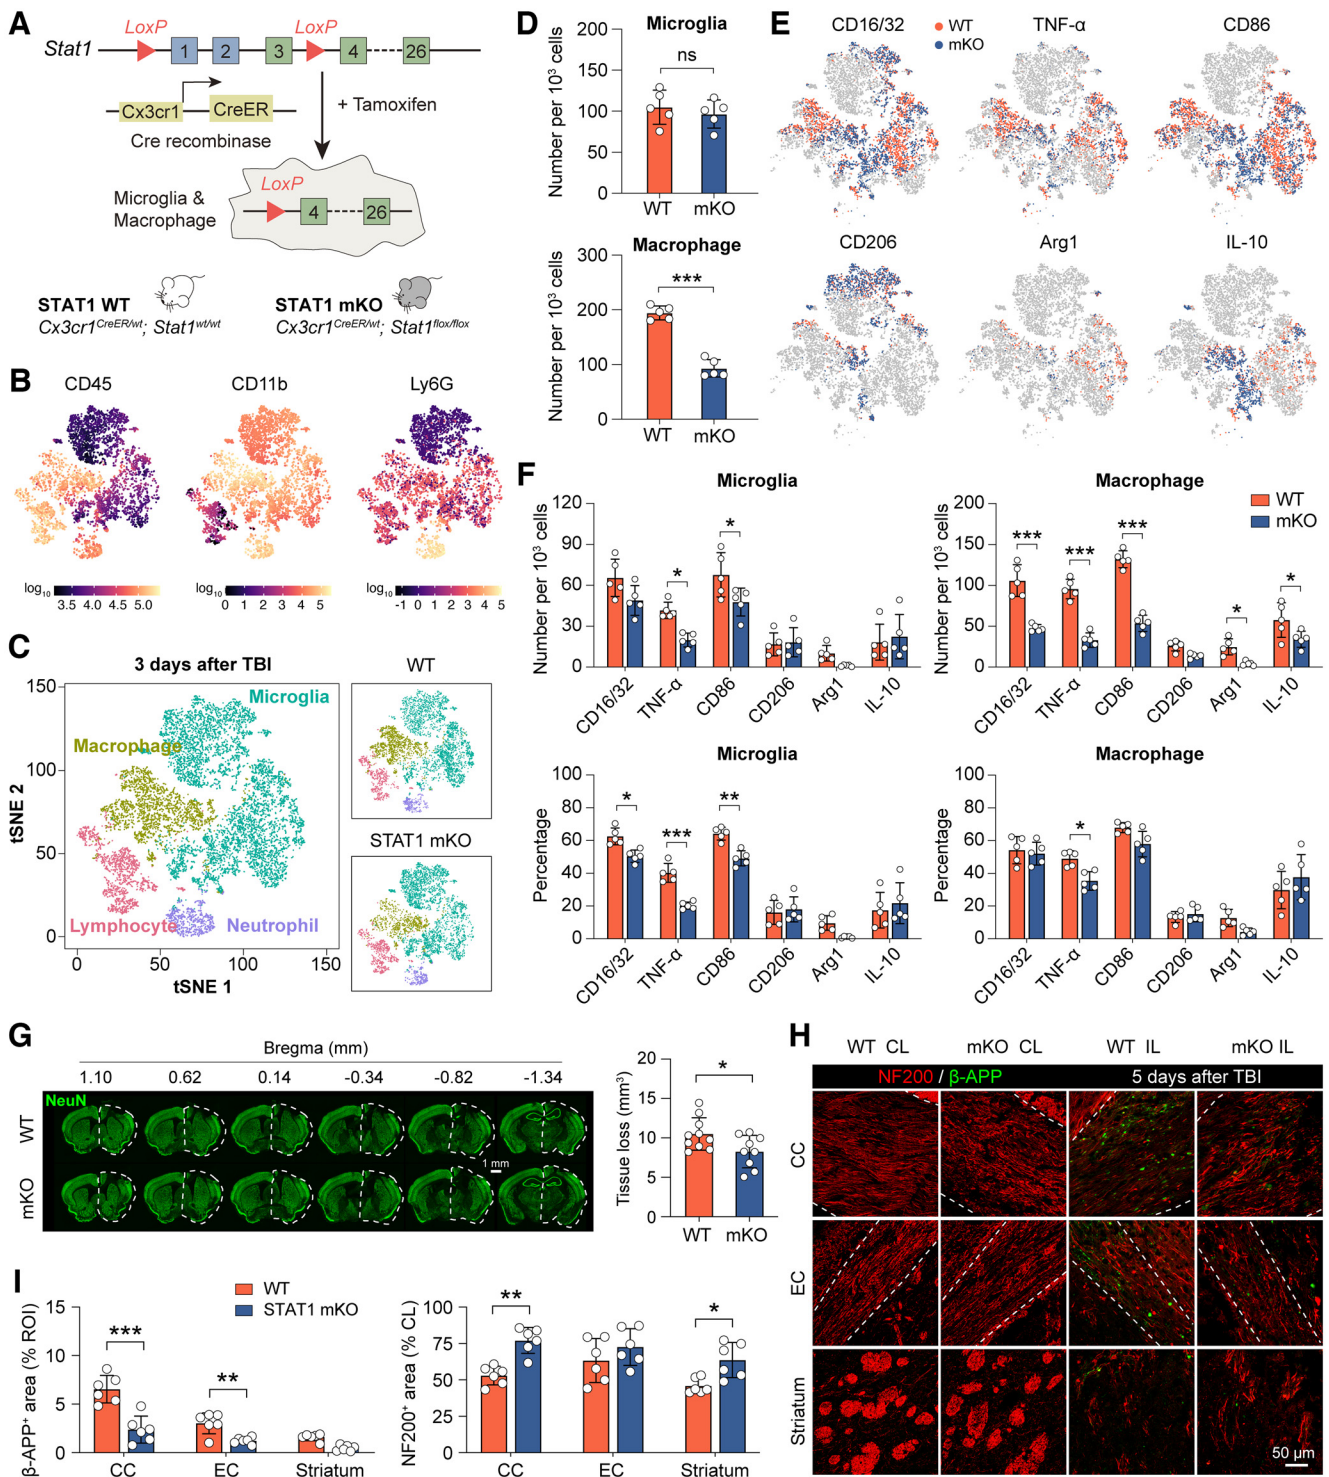 A
LoxP LoxP
Stat1 1 2 3 4 26
Cx3cr1 CreER + Tamoxifen
Cre recombinase
Microglia &
Macrophage
LoxP
4 26
STAT1 WT STAT1 mKO
Cx3cr1^CreER/wt; Stat1^wt/wt Cx3cr1^CreER/wt; Stat1^flox/flox
B
CD45 CD11b Ly6G
log10 log10 log10
3.5 4.0 4.5 5.0 0 1 2 3 4 5 -1 0 1 2 3 4 5
C
3 days after TBI
Microglia
Macrophage
Lymphocyte
Neutrophil
150
100
50
0
tSNE 2
0 50 100 150
tSNE 1
WT
STAT1 mKO
D
Microglia
Number per 10³ cells
200
150
100
50
0
ns
WT mKO
Macrophage
Number per 10³ cells
300
200
100
0
***
WT mKO
E
WT
mKO
CD16/32 TNF-α CD86
CD206 Arg1 IL-10
F
Microglia
Number per 10³ cells
120
90
60
30
0
* *
CD16/32 TNF-α CD86 CD206 Arg1 IL-10
Macrophage
WT
mKO
Number per 10³ cells
200
150
100
50
0
*** *** *** * *
CD16/32 TNF-α CD86 CD206 Arg1 IL-10
Microglia
Percentage
100
80
60
40
20
0
* *** **
CD16/32 TNF-α CD86 CD206 Arg1 IL-10
Macrophage
Percentage
100
80
60
40
20
0
*
CD16/32 TNF-α CD86 CD206 Arg1 IL-10
G
Bregma (mm)
1.10 0.62 0.14 -0.34 -0.82 -1.34
NeuN
WT
mKO
1 mm
Tissue loss (mm³)
20
15
10
5
0
*
WT mKO
H
WT CL mKO CL WT IL mKO IL
NF200 / β-APP 5 days after TBI
CC
EC
Striatum
50 µm
I
WT
STAT1 mKO
β-APP⁺ area (% ROI)
15
10
5
0
*** **
CC EC Striatum
NF200⁺ area (% CL)
100
75
50
25
0
** *
CC EC Striatum